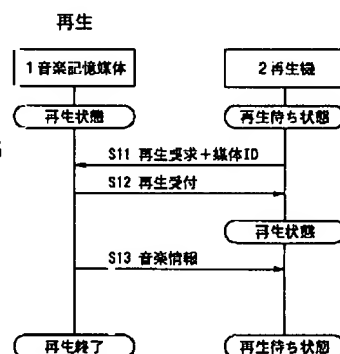 再生
1音楽記憶媒体
2再生機
再生状態
再生待ち状態
S11 再生要求+媒体ID
S12 再生受付
再生状態
S13 音楽情報
再生終了
再生待ち状態